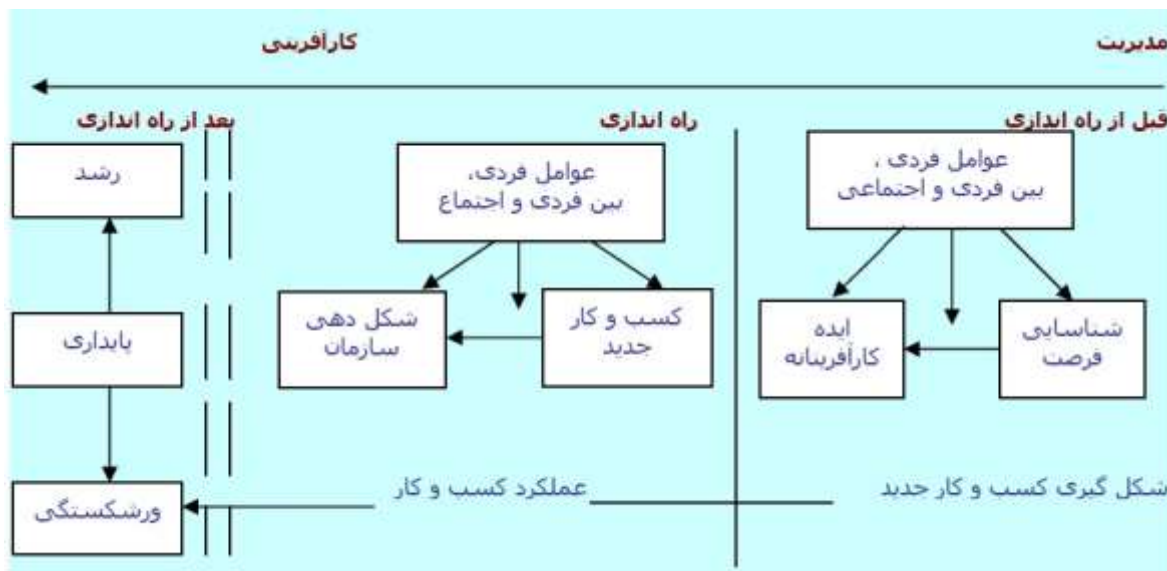 مدیریت
کارآفرینی
قبل از راه اندازی
راه اندازی
بعد از راه اندازی
عوامل فردی ،
بین فردی و اجتماعی
شناسایی
فرصت
ایده
کارآفرینانه
عوامل فردی،
بین فردی و اجتماع
کسب و کار
جدید
شکل دهی
سازمان
رشد
پایداری
ورشکستگی
شکل گیری کسب و کار جدید
عملکرد کسب و کار